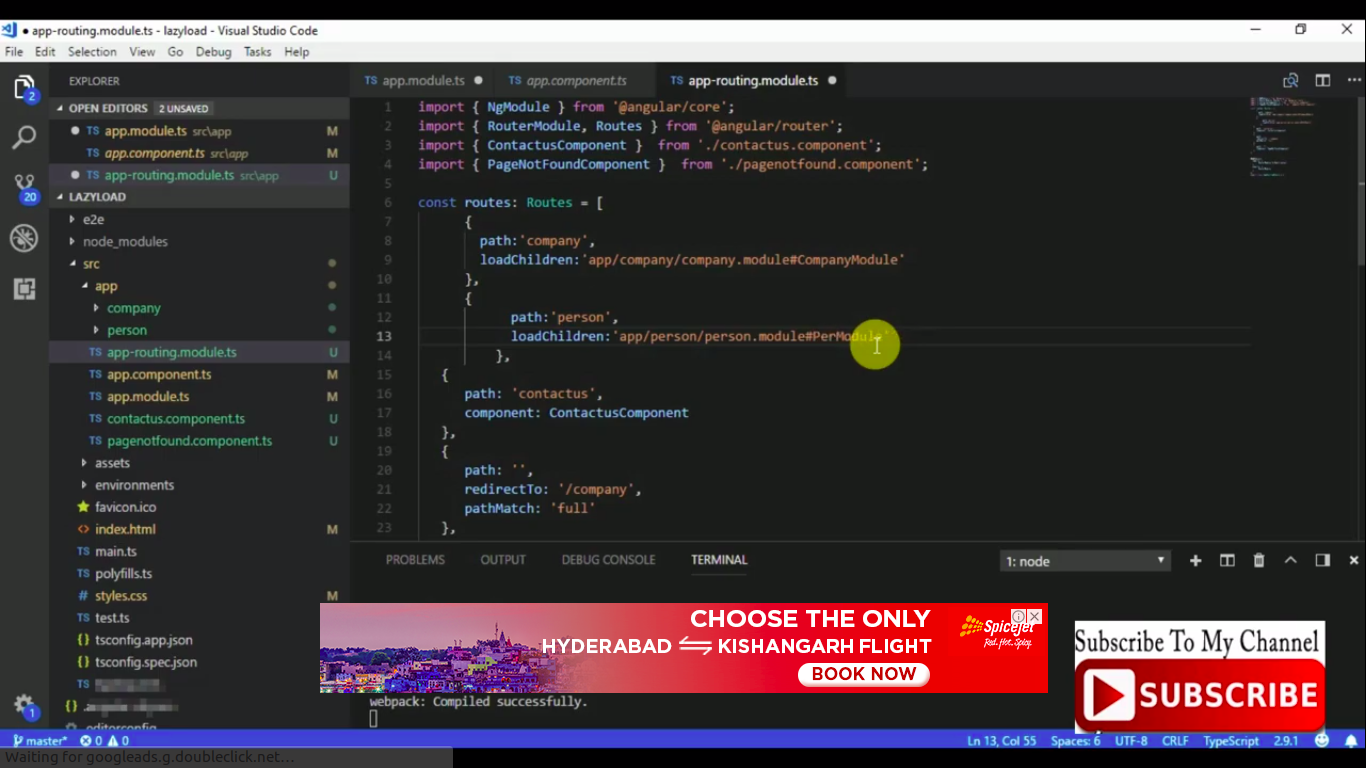 ● app-routing.module.ts - lazyload - Visual Studio Code
File Edit Selection View Go Debug Tasks Help
EXPLORER
TS app.module.ts ●
TS app.component.ts
TS app-routing.module.ts ●
OPEN EDITORS 2 UNSAVED
● TS app.module.ts src\app M
TS app.component.ts src\app M
● TS app-routing.module.ts src\app U
LAZYLOAD
e2e
node_modules
src
app
company
person
TS app-routing.module.ts U
TS app.component.ts M
TS app.module.ts M
TS contactus.component.ts U
TS pagenotfound.component.ts U
assets
environments
favicon.ico
<> index.html M
TS main.ts
TS polyfills.ts
# styles.css M
TS test.ts
{} tsconfig.app.json
{} tsconfig.spec.json
TS
{}
.editorconfig
2
20
1
1 import { NgModule } from '@angular/core';
2 import { RouterModule, Routes } from '@angular/router';
3 import { ContactusComponent } from './contactus.component';
4 import { PageNotFoundComponent } from './pagenotfound.component';
5
6 const routes: Routes = [
7 {
8 path:'company',
9 loadChildren:'app/company/company.module#CompanyModule'
10 },
11 {
12 path:'person',
13 loadChildren:'app/person/person.module#PerModule'
14 },
15 {
16 path: 'contactus',
17 component: ContactusComponent
18 },
19 {
20 path: '',
21 redirectTo: '/company',
22 pathMatch: 'full'
23 },
PROBLEMS OUTPUT DEBUG CONSOLE TERMINAL 1: node
CHOOSE THE ONLY
HYDERABAD KISHANGARH FLIGHT
BOOK NOW
SpiceJet
Red. Hot. Spicy.
Subscribe To My Channel
SUBSCRIBE
webpack: Compiled successfully.
master* 0 0 Ln 13, Col 55 Spaces: 6 UTF-8 CRLF TypeScript 2.9.1
Waiting for googleads.g.doubleclick.net...